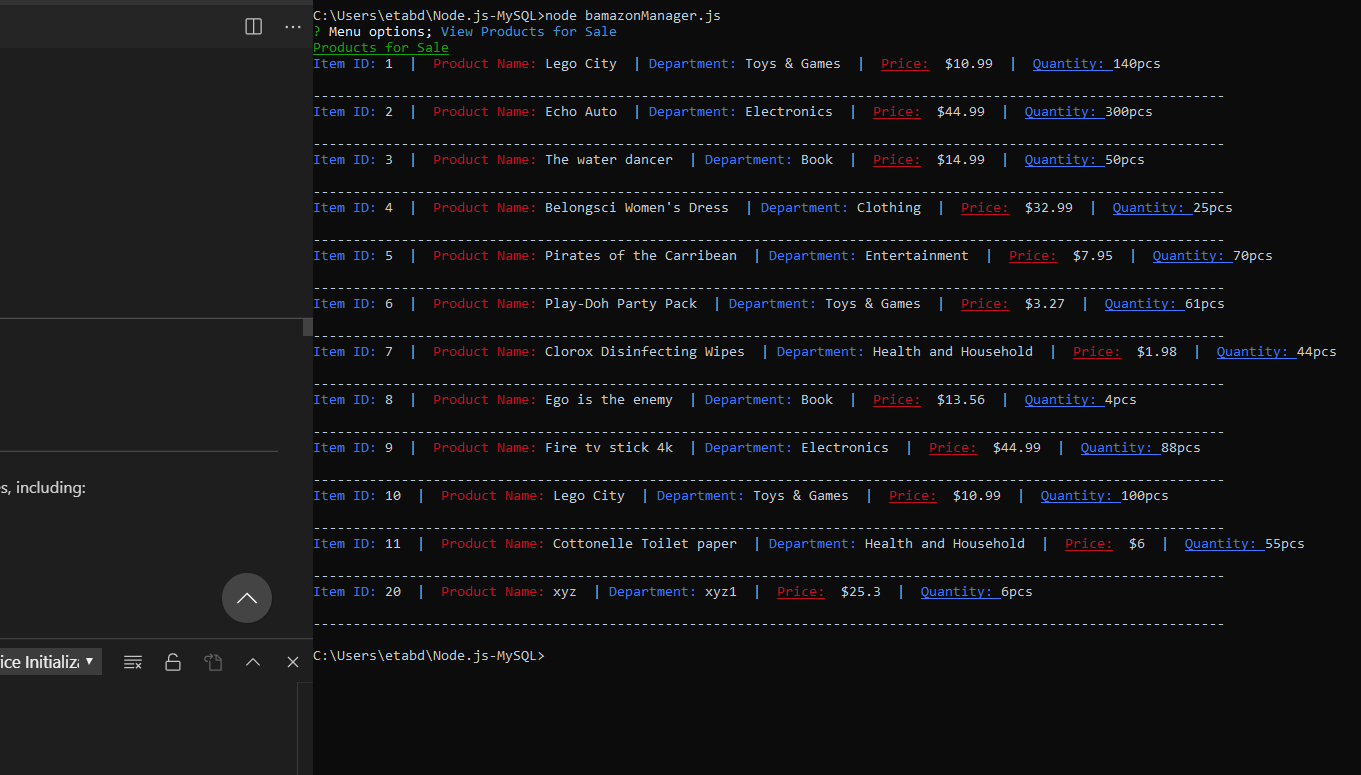 C:\Users\etabd\Node.js-MySQL>node bamazonManager.js
? Menu options; View Products for Sale
Products for Sale
Item ID: 1 | Product Name: Lego City | Department: Toys & Games | Price: $10.99 | Quantity: 140pcs
------------------------------------------------------------------------------------------------------------------
Item ID: 2 | Product Name: Echo Auto | Department: Electronics | Price: $44.99 | Quantity: 300pcs
------------------------------------------------------------------------------------------------------------------
Item ID: 3 | Product Name: The water dancer | Department: Book | Price: $14.99 | Quantity: 50pcs
------------------------------------------------------------------------------------------------------------------
Item ID: 4 | Product Name: Belongsci Women's Dress | Department: Clothing | Price: $32.99 | Quantity: 25pcs
------------------------------------------------------------------------------------------------------------------
Item ID: 5 | Product Name: Pirates of the Carribean | Department: Entertainment | Price: $7.95 | Quantity: 70pcs
------------------------------------------------------------------------------------------------------------------
Item ID: 6 | Product Name: Play-Doh Party Pack | Department: Toys & Games | Price: $3.27 | Quantity: 61pcs
------------------------------------------------------------------------------------------------------------------
Item ID: 7 | Product Name: Clorox Disinfecting Wipes | Department: Health and Household | Price: $1.98 | Quantity: 44pcs
------------------------------------------------------------------------------------------------------------------
Item ID: 8 | Product Name: Ego is the enemy | Department: Book | Price: $13.56 | Quantity: 4pcs
------------------------------------------------------------------------------------------------------------------
Item ID: 9 | Product Name: Fire tv stick 4k | Department: Electronics | Price: $44.99 | Quantity: 88pcs
------------------------------------------------------------------------------------------------------------------
Item ID: 10 | Product Name: Lego City | Department: Toys & Games | Price: $10.99 | Quantity: 100pcs
------------------------------------------------------------------------------------------------------------------
Item ID: 11 | Product Name: Cottonelle Toilet paper | Department: Health and Household | Price: $6 | Quantity: 55pcs
------------------------------------------------------------------------------------------------------------------
Item ID: 20 | Product Name: xyz | Department: xyz1 | Price: $25.3 | Quantity: 6pcs
------------------------------------------------------------------------------------------------------------------
C:\Users\etabd\Node.js-MySQL>
s, including:
ice Initializ